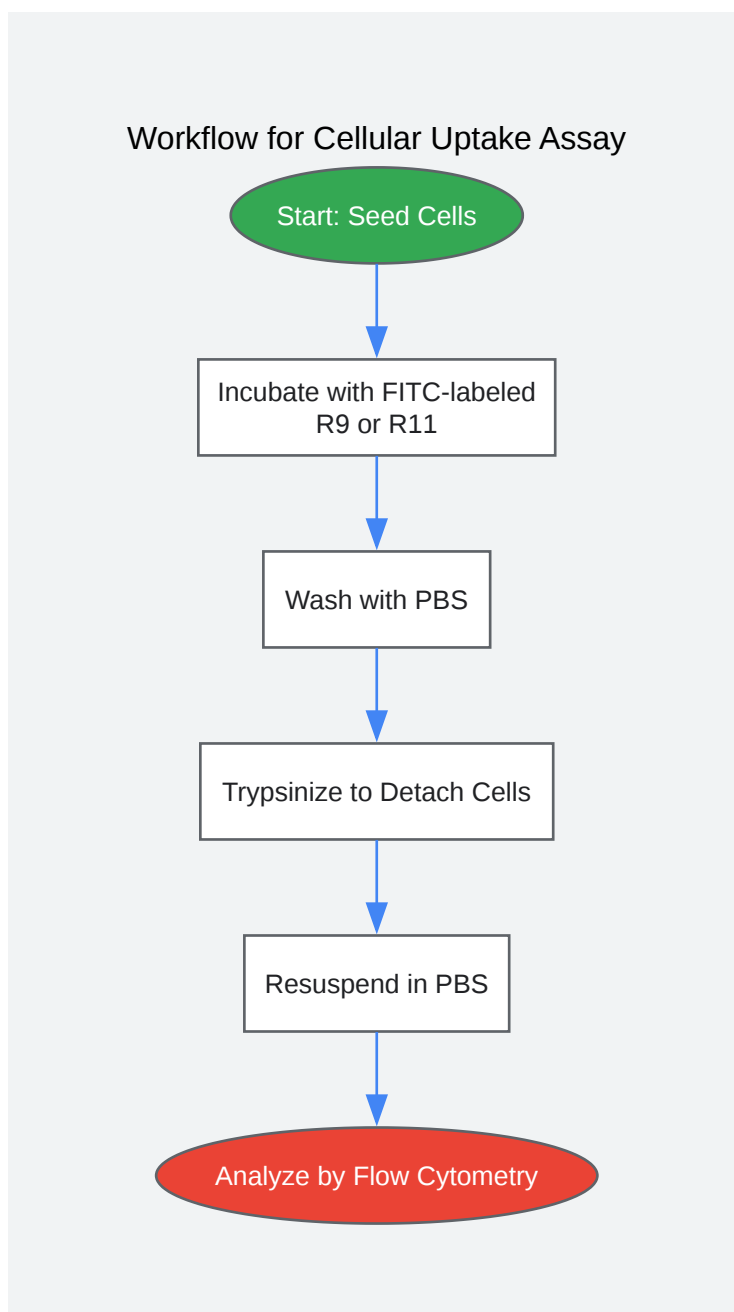 Workflow for Cellular Uptake Assay
Start: Seed Cells
Incubate with FITC-labeled
R9 or R11
Wash with PBS
Trypsinize to Detach Cells
Resuspend in PBS
Analyze by Flow Cytometry